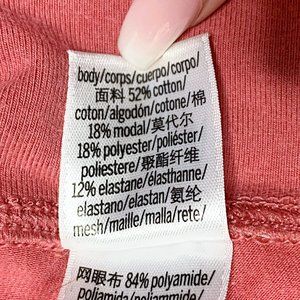 body/corps/cuerpo/corpo/
面料 52% cotton/
coton/algodón/cotone/棉
18% modal/莫代尔
18% polyester/poliéster/
poliestere/聚酯纤维
12% elastane/élasthanne/
elastano/elastan/氨纶
mesh/maille/malla/rete/
网眼布 84% polyamide/
poliamida/poliammide/